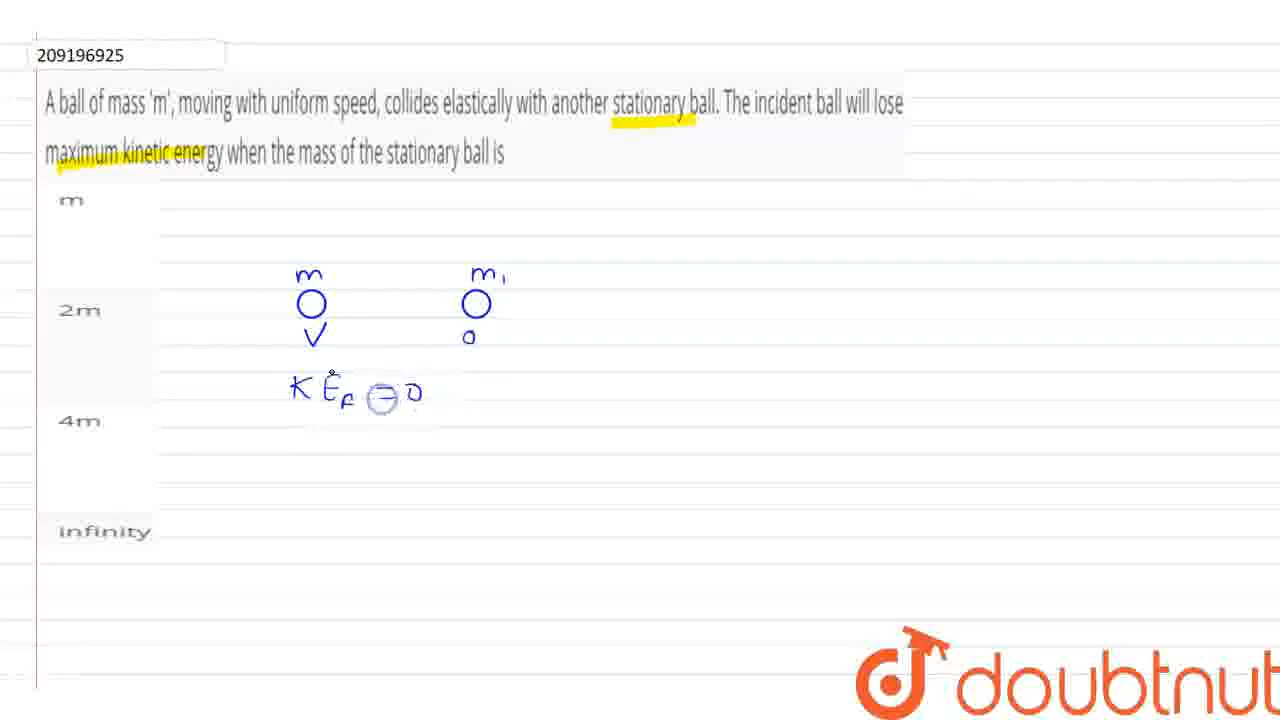 209196925
A ball of mass 'm', moving with uniform speed, collides elastically with another stationary ball. The incident ball will lose
maximum kinetic energy when the mass of the stationary ball is
m
2m
4m
infinity
m m₁
V 0
K E_f = 0
doubtnut